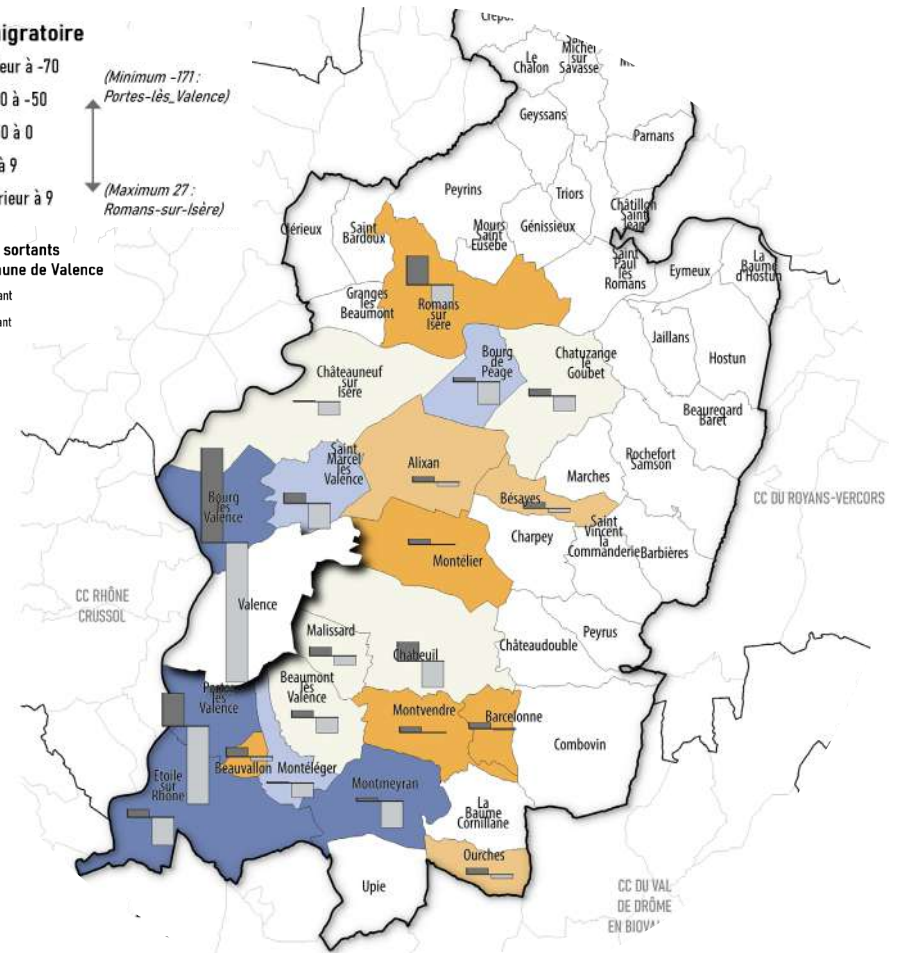 igratoire
eur à -70
0 à -50
0 à 0
à 9
rieur à 9
(Minimum -171 :
Portes-lès_Valence)
(Maximum 27 :
Romans-sur-Isère)
sortants
une de Valence
ant
ant
Crépol
Le
Chalon
Michel
sur
Savasse
Geyssans
Parnans
Peyrins
Triors
Clérieux
Saint
Bardoux
Mours
Saint
Eusèbe
Génissieux
Châtillon
Saint
Jean
Saint
Paul
lès
Romans
Eymeux
La
Baume
d'Hostun
Granges
les
Beaumont
Romans
sur
Isère
Jaillans
Hostun
Bourg
de
Péage
Chatuzange
le
Goubet
Châteauneuf
sur
Isère
Beauregard
Baret
Rochefort
Samson
Saint
Marcel
lès
Valence
Alixan
Marches
Bourg
lès
Valence
Bésayes
CC DU ROYANS-VERCORS
Saint
Vincent
la
Commanderie
Charpey
Barbières
Montélier
CC RHÔNE
CRUSSOL
Valence
Malissard
Chabeuil
Châteaudouble
Peyrus
Portes
lès
Valence
Beaumont
lès
Valence
Montvendre
Barcelonne
Combovin
Beauvallon
Montéléger
Etoile
sur
Rhône
Montmeyran
La
Baume
Cornillane
Ourches
Upie
CC DU VAL
DE DRÔME
EN BIOVA